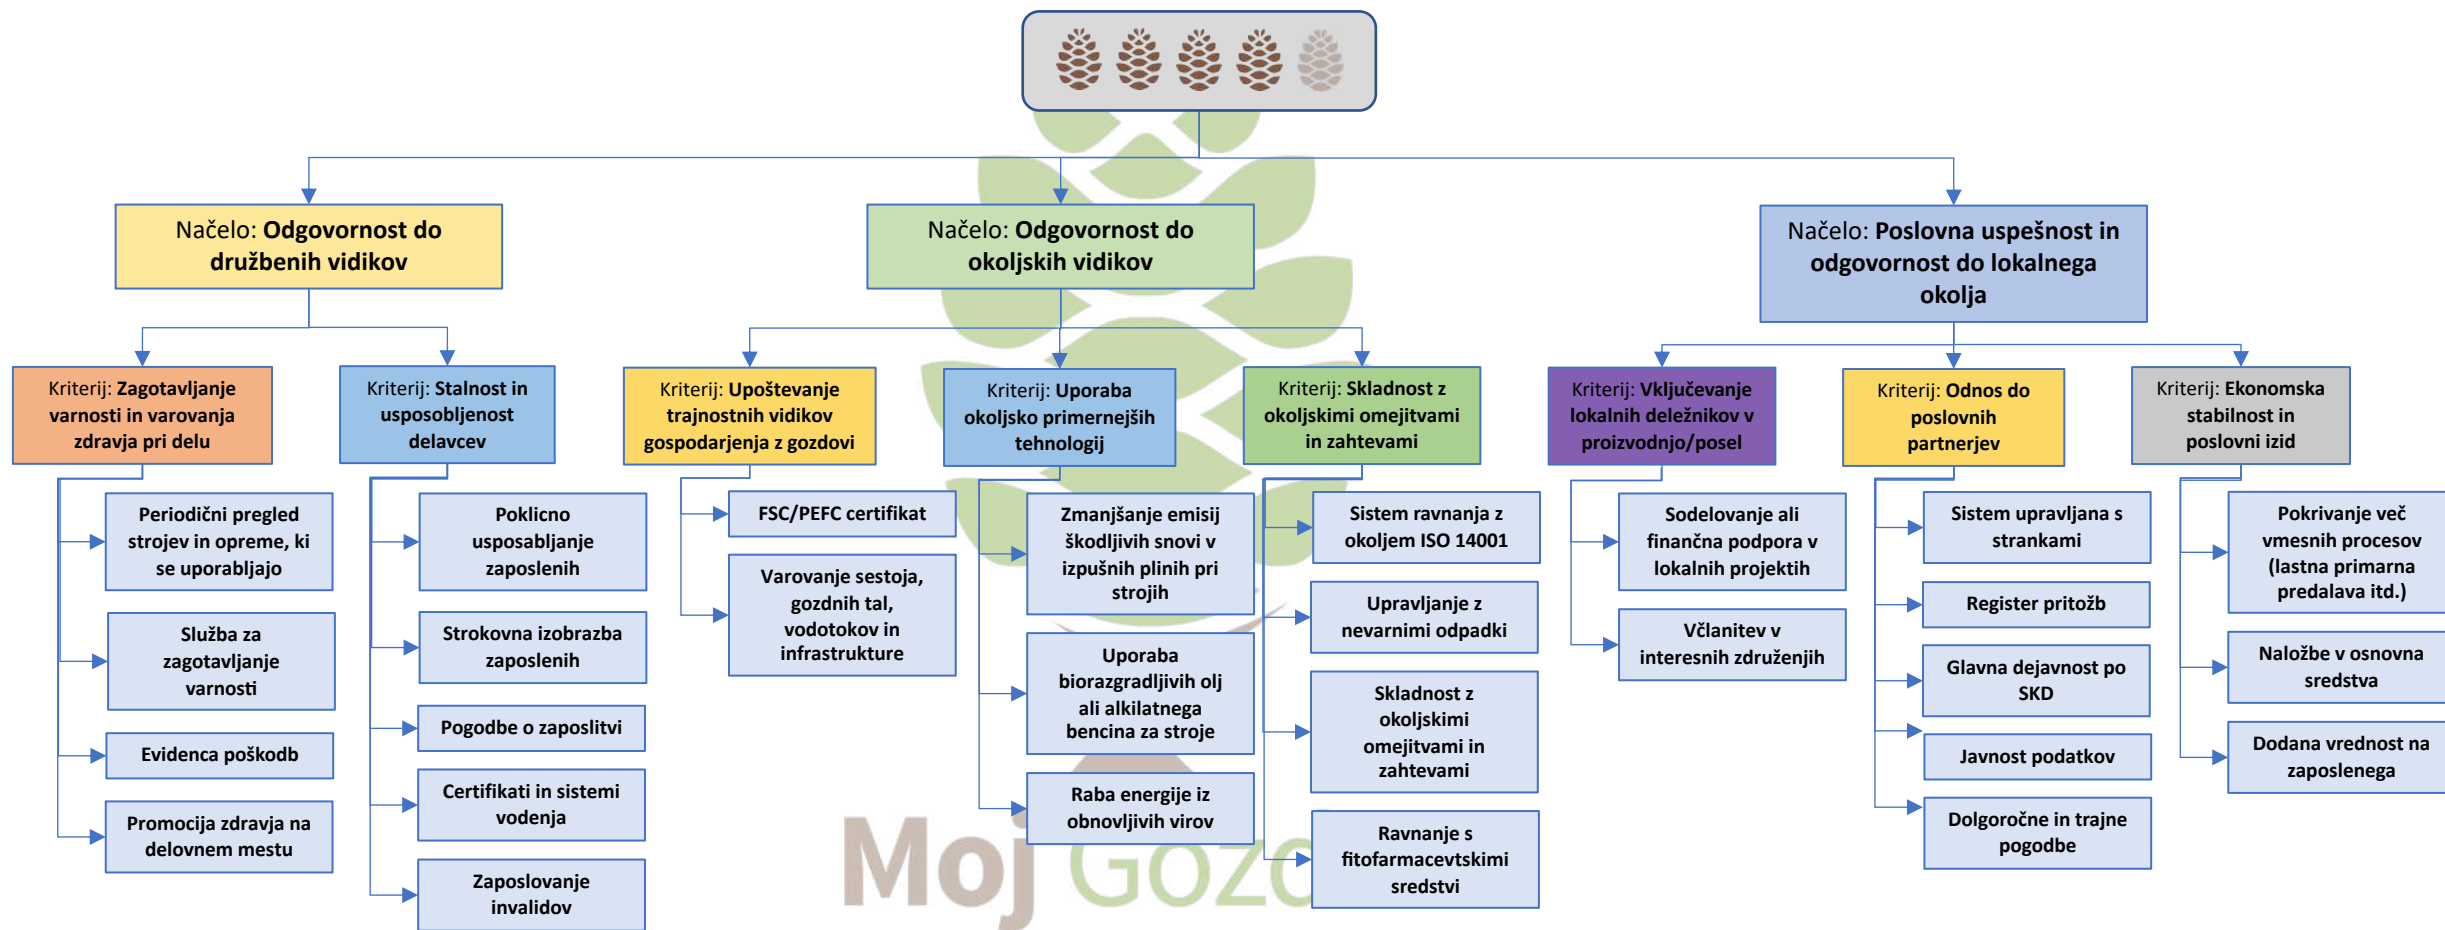 Načelo: Odgovornost do
družbenih vidikov
Načelo: Odgovornost do
okoljskih vidikov
Načelo: Poslovna uspešnost in
odgovornost do lokalnega
okolja
Kriterij: Zagotavljanje
varnosti in varovanja
zdravja pri delu
Kriterij: Stalnost in
usposobljenost
delavcev
Kriterij: Upoštevanje
trajnostnih vidikov
gospodarjenja z gozdovi
Kriterij: Uporaba
okoljsko primernejših
tehnologij
Kriterij: Skladnost z
okoljskimi omejitvami
in zahtevami
Kriterij: Vključevanje
lokalnih deležnikov v
proizvodnjo/posel
Kriterij: Odnos do
poslovnih
partnerjev
Kriterij: Ekonomska
stabilnost in
poslovni izid
Periodični pregled
strojev in opreme, ki
se uporabljajo
Služba za
zagotavljanje
varnosti
Evidenca poškodb
Promocija zdravja na
delovnem mestu
Poklicno
usposabljanje
zaposlenih
Strokovna izobrazba
zaposlenih
Pogodbe o zaposlitvi
Certifikati in sistemi
vodenja
Zaposlovanje
invalidov
FSC/PEFC certifikat
Varovanje sestoja,
gozdnih tal,
vodotokov in
infrastrukture
Zmanjšanje emisij
škodljivih snovi v
izpušnih plinih pri
strojih
Uporaba
biorazgradljivih olj
ali alkilatnega
bencina za stroje
Raba energije iz
obnovljivih virov
Sistem ravnanja z
okoljem ISO 14001
Upravljanje z
nevarnimi odpadki
Skladnost z
okoljskimi
omejitvami in
zahtevami
Ravnanje s
fitofarmacevtskimi
sredstvi
Sodelovanje ali
finančna podpora v
lokalnih projektih
Včlanitev v
interesnih združenjih
Sistem upravljana s
strankami
Register pritožb
Glavna dejavnost po
SKD
Javnost podatkov
Dolgoročne in trajne
pogodbe
Pokrivanje več
vmesnih procesov
(lastna primarna
predalava itd.)
Naložbe v osnovna
sredstva
Dodana vrednost na
zaposlenega
Moj